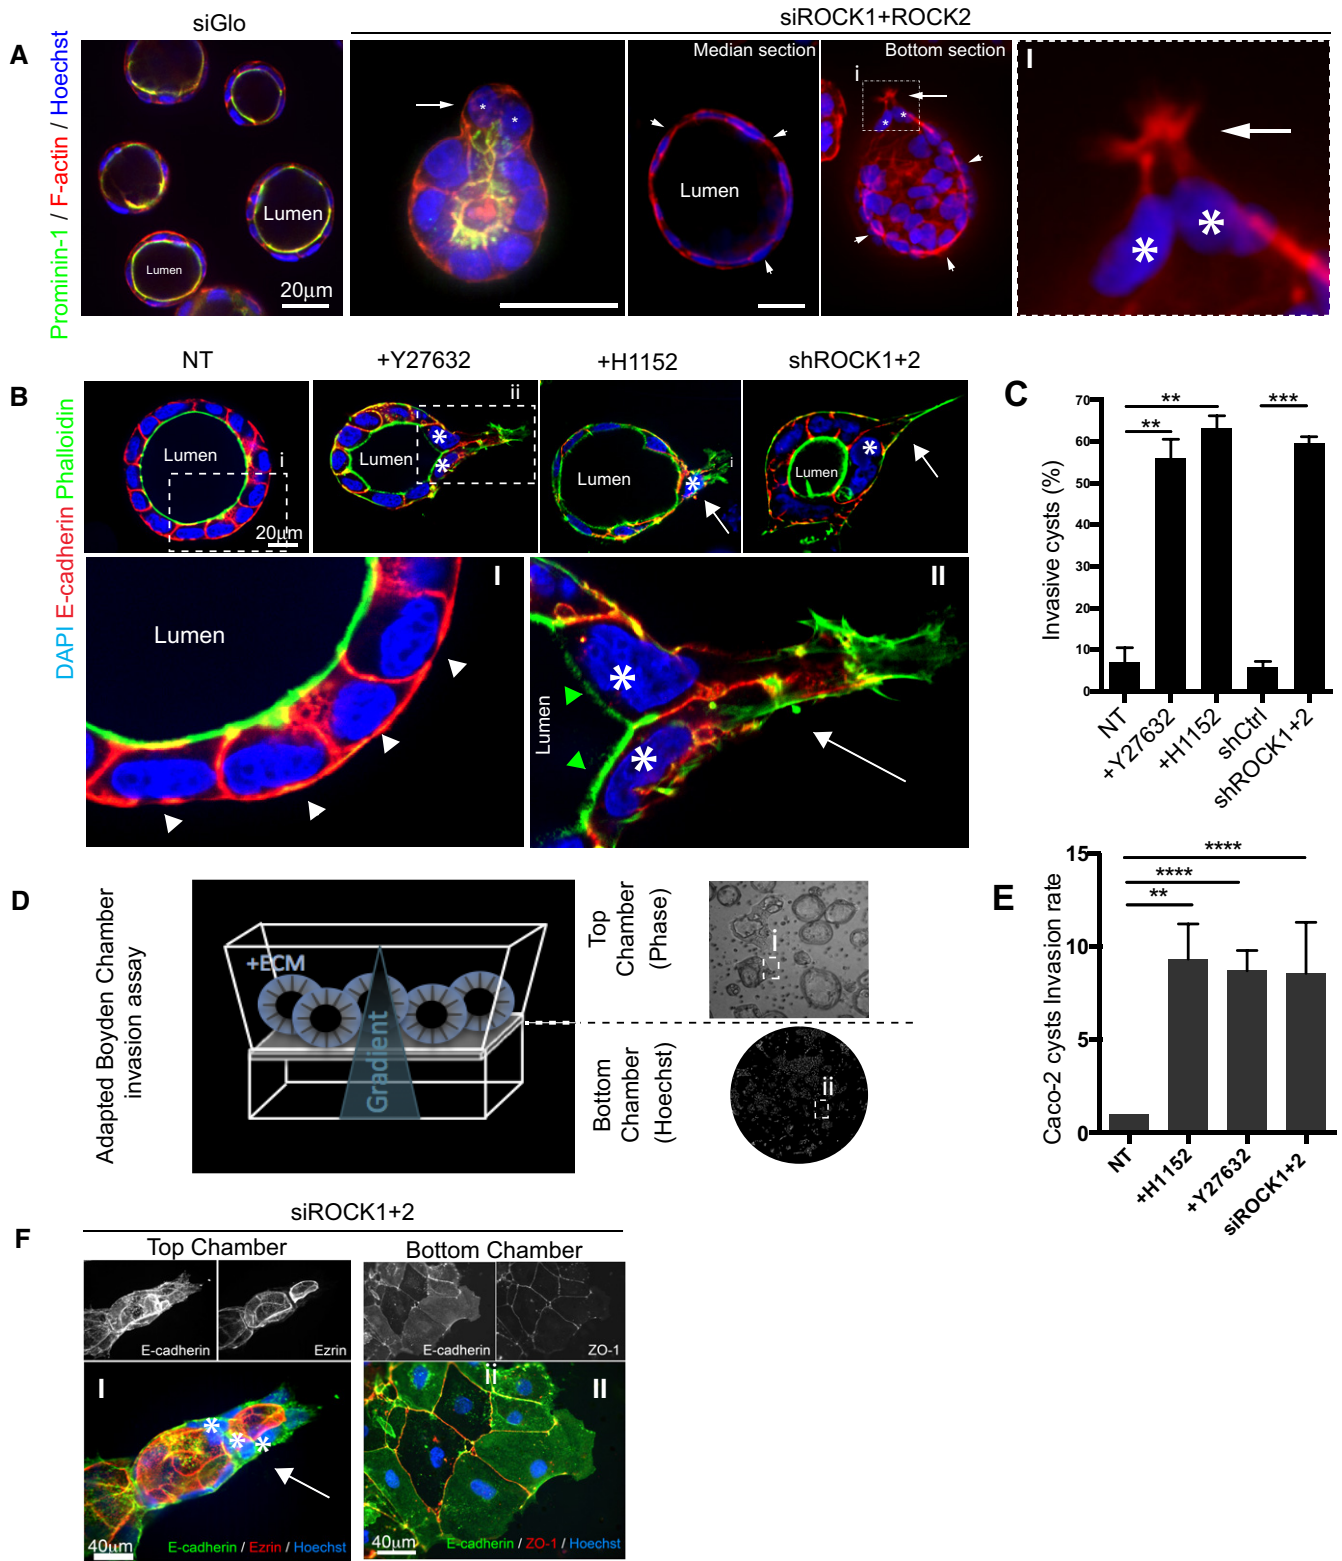 siGlo
siROCK1+ROCK2
A
Prominin-1 / F-actin / Hoechst
Lumen
Lumen
20μm
*
*
Median section
Lumen
Bottom section
i
*
*
I
*
*
NT
+Y27632
+H1152
shROCK1+2
B
DAPI E-cadherin Phalloidin
Lumen
i
20μm
ii
Lumen
*
*
Lumen
*
i
Lumen
*
I
Lumen
II
Lumen
*
*
C
Invasive cysts (%)
70
60
50
40
30
20
10
0
**
**
***
NT
+Y27632
+H1152
shCtrl
shROCK1+2
D
Adapted Boyden Chamber
invasion assay
+ECM
Gradient
Top
Chamber
(Phase)
i
Bottom
Chamber
(Hoechst)
ii
E
Caco-2 cysts Invasion rate
15
10
5
0
****
****
**
NT
+H1152
+Y27632
siROCK1+2
F
siROCK1+2
Top Chamber
Bottom Chamber
E-cadherin
Ezrin
E-cadherin
ZO-1
I
*
*
*
40μm
E-cadherin / Ezrin / Hoechst
ii
II
40μm
E-cadherin / ZO-1 / Hoechst